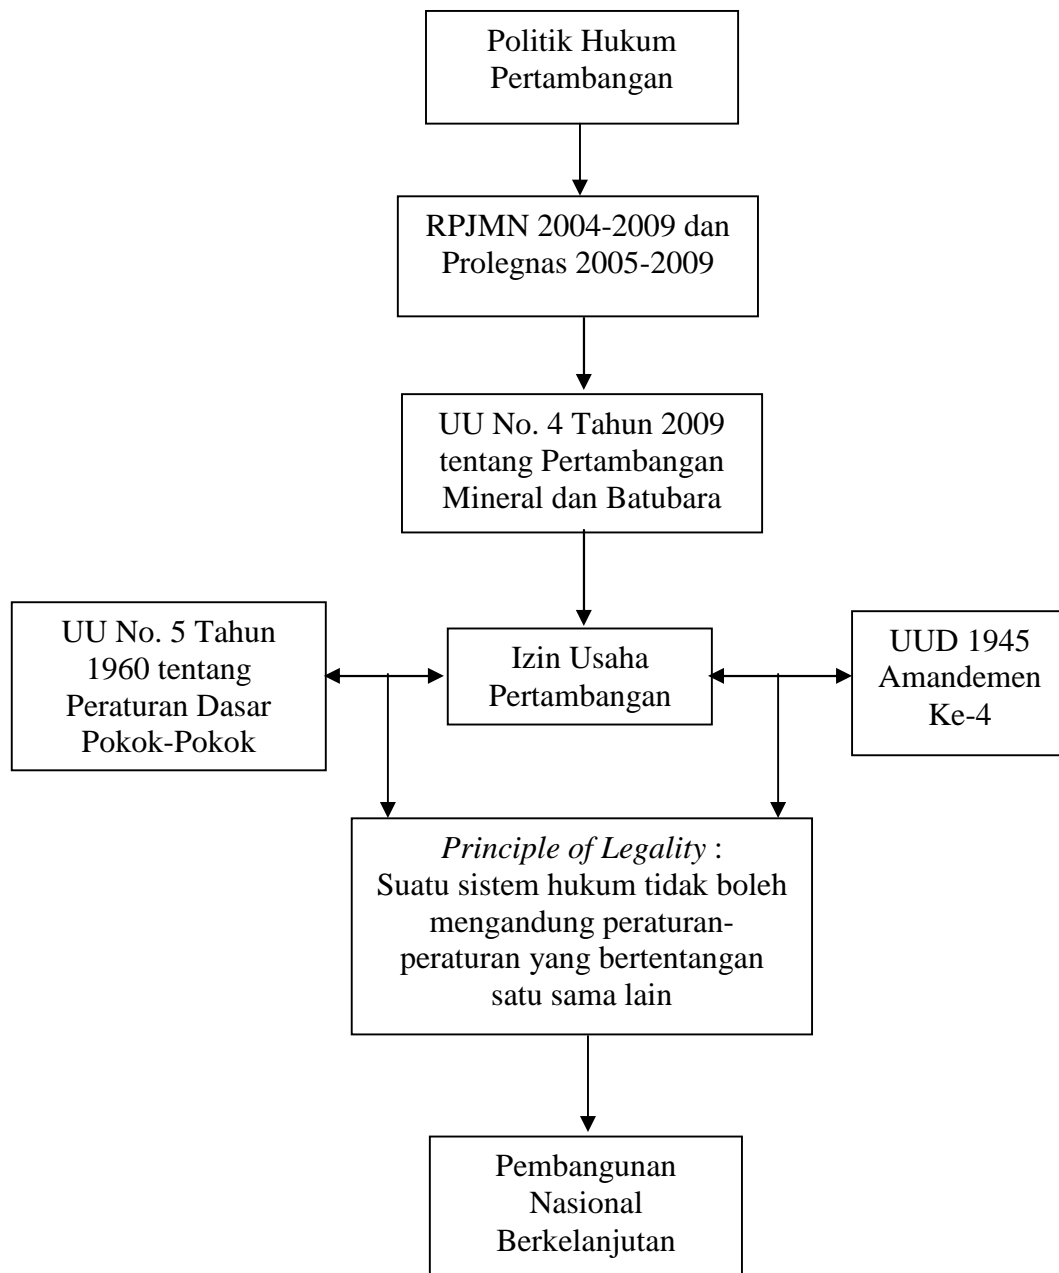 Politik Hukum
Pertambangan
RPJMN 2004-2009 dan
Prolegnas 2005-2009
UU No. 4 Tahun 2009
tentang Pertambangan
Mineral dan Batubara
UU No. 5 Tahun
1960 tentang
Peraturan Dasar
Pokok-Pokok
Izin Usaha
Pertambangan
UUD 1945
Amandemen
Ke-4
Principle of Legality :
Suatu sistem hukum tidak boleh
mengandung peraturan-
peraturan yang bertentangan
satu sama lain
Pembangunan
Nasional
Berkelanjutan